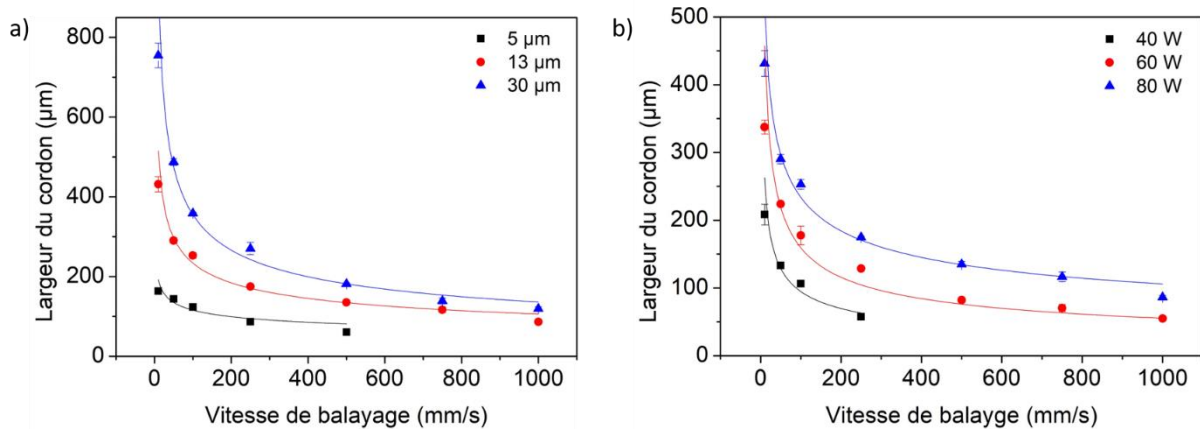 a)
800
600
400
200
0
Largeur du cordon (µm)
5 µm
13 µm
30 µm
0 200 400 600 800 1000
Vitesse de balayage (mm/s)
b)
500
400
300
200
100
0
Largeur du cordon (µm)
40 W
60 W
80 W
0 200 400 600 800 1000
Vitesse de balayge (mm/s)